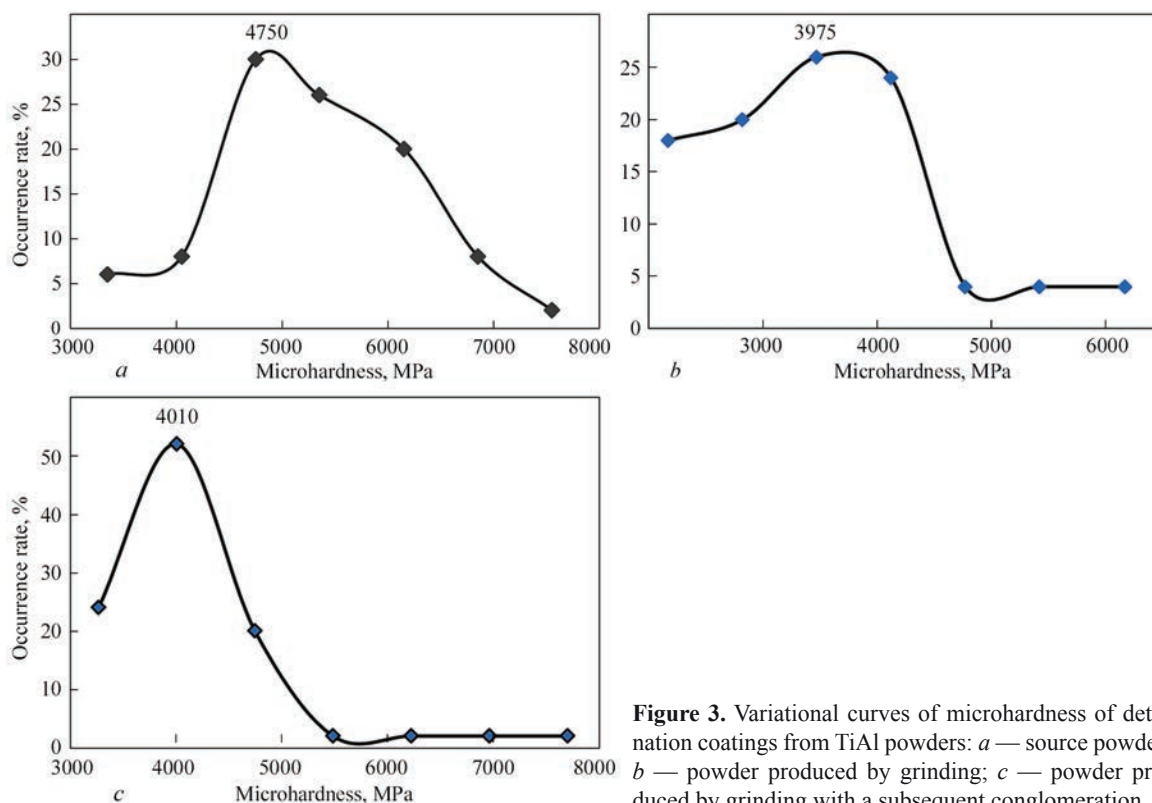 4750
30
25
20
15
10
5
0
Occurrence rate, %
3000 4000 5000 6000 7000 8000
a Microhardness, MPa
3975
25
20
15
10
5
0
3000 4000 5000 6000
b Microhardness, MPa
4010
50
40
30
20
10
0
Occurrence rate, %
3000 4000 5000 6000 7000 8000
c Microhardness, MPa
Figure 3. Variational curves of microhardness of deto-
nation coatings from TiAl powders: a — source powder;
b — powder produced by grinding; c — powder pro-
duced by grinding with a subsequent conglomeration